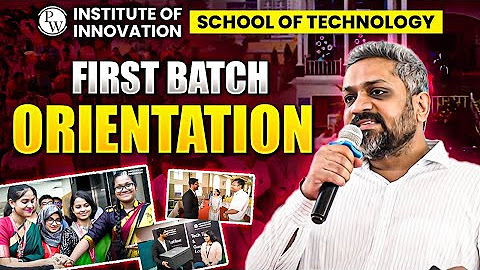 PW
INSTITUTE OF
INNOVATION
SCHOOL OF TECHNOLOGY
FIRST BATCH
ORIENTATION